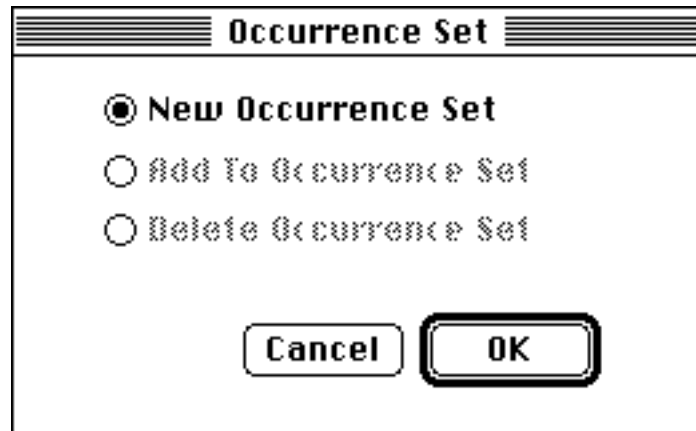 Occurrence Set
New Occurrence Set
Add To Occurrence Set
Delete Occurrence Set
Cancel OK